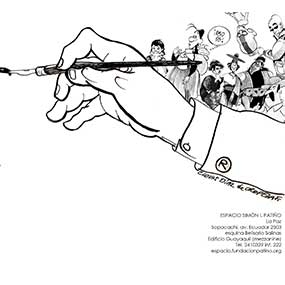 ®
ESPACIO SIMÓN I. PATIÑO
La Paz
Sopocachi, av. Ecuador 2503
esquina Belisario Salinas
Edificio Guayaquil (mezzanine)
Tel. 2410329 int. 222
espacio.fundacionpatino.org